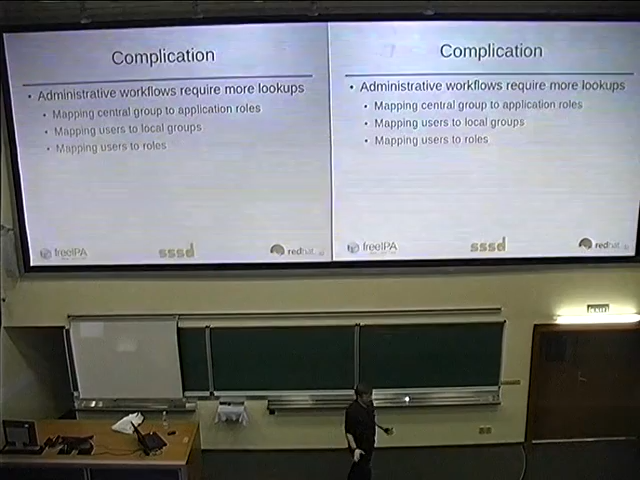 Complication
• Administrative workflows require more lookups
• Mapping central group to application roles
• Mapping users to local groups
• Mapping users to roles
freeIPA
sssd
redhat
Complication
• Administrative workflows require more lookups
• Mapping central group to application roles
• Mapping users to local groups
• Mapping users to roles
freeIPA
sssd
redhat